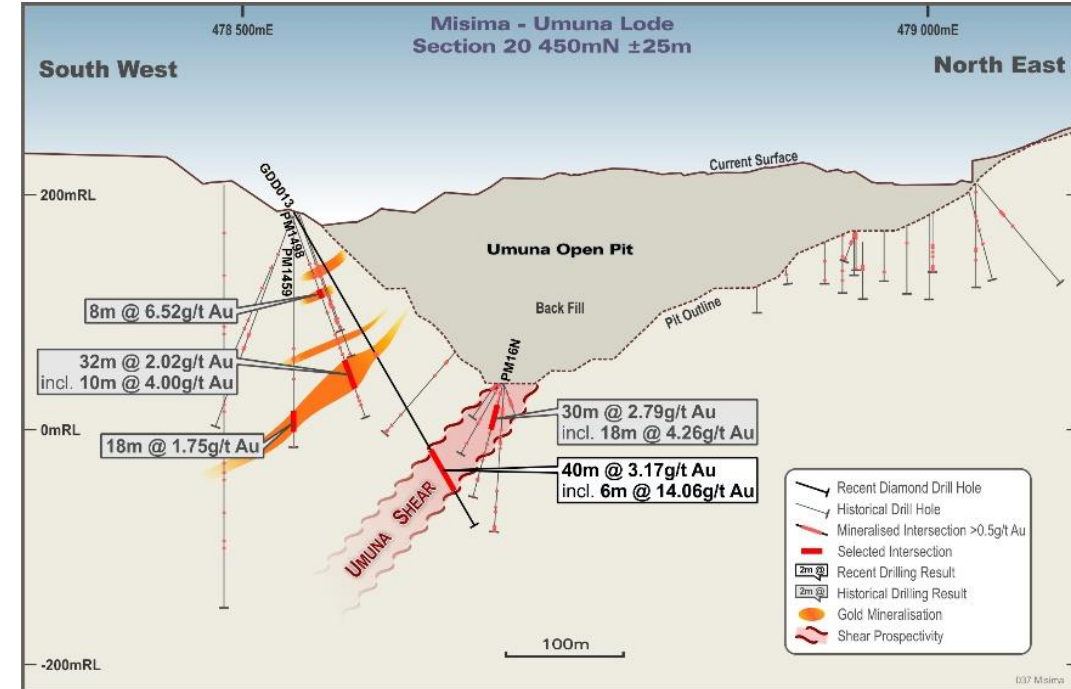 478 500mE
Misima - Umuna Lode
Section 20 450mN ±25m
479 000mE
South West
North East
Current Surface
200mRL
GDD013
PM1498
PM1459
Umuna Open Pit
Back Fill
Pit Outline
8m @ 6.52g/t Au
32m @ 2.02g/t Au
incl. 10m @ 4.00g/t Au
PM16N
30m @ 2.79g/t Au
incl. 18m @ 4.26g/t Au
0mRL
18m @ 1.75g/t Au
40m @ 3.17g/t Au
incl. 6m @ 14.06g/t Au
UMUNA SHEAR
Recent Diamond Drill Hole
Historical Drill Hole
Mineralised Intersection >0.5g/t Au
Selected Intersection
2m @ Recent Drilling Result
2m @ Historical Drilling Result
Gold Mineralisation
Shear Prospectivity
100m
-200mRL
037 Misima